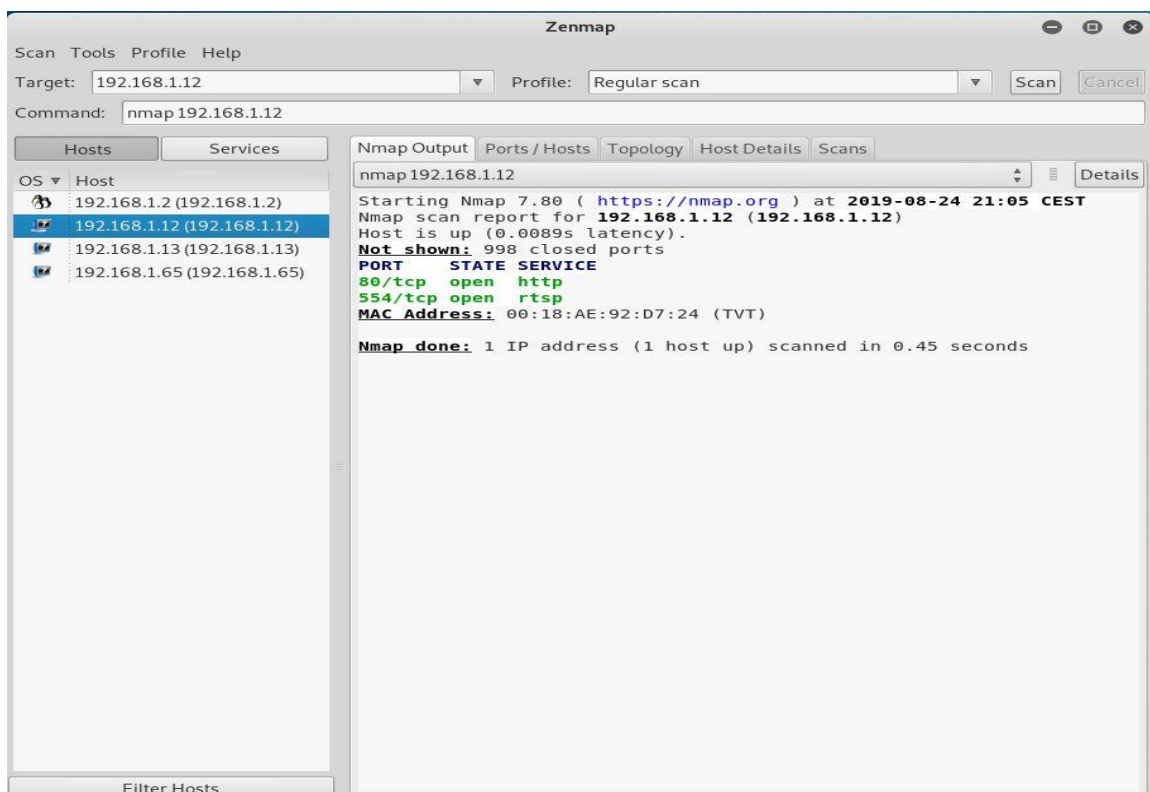 Zenmap
Scan Tools Profile Help
Target: 192.168.1.12 Profile: Regular scan Scan Cancel
Command: nmap 192.168.1.12
Hosts Services
Nmap Output Ports / Hosts Topology Host Details Scans
OS Host
192.168.1.2 (192.168.1.2)
192.168.1.12 (192.168.1.12)
192.168.1.13 (192.168.1.13)
192.168.1.65 (192.168.1.65)
nmap 192.168.1.12 Details
Starting Nmap 7.80 ( https://nmap.org ) at 2019-08-24 21:05 CEST
Nmap scan report for 192.168.1.12 (192.168.1.12)
Host is up (0.0089s latency).
Not shown: 998 closed ports
PORT STATE SERVICE
80/tcp open http
554/tcp open rtsp
MAC Address: 00:18:AE:92:D7:24 (TVT)
Nmap done: 1 IP address (1 host up) scanned in 0.45 seconds
Filter Hosts